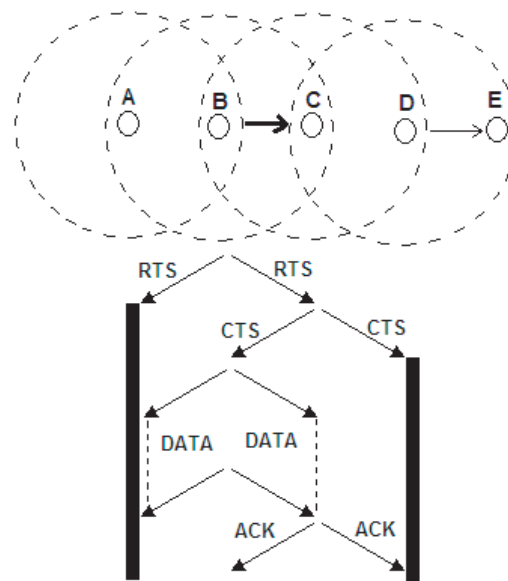 A B C D E
RTS RTS
CTS CTS
DATA DATA
ACK ACK